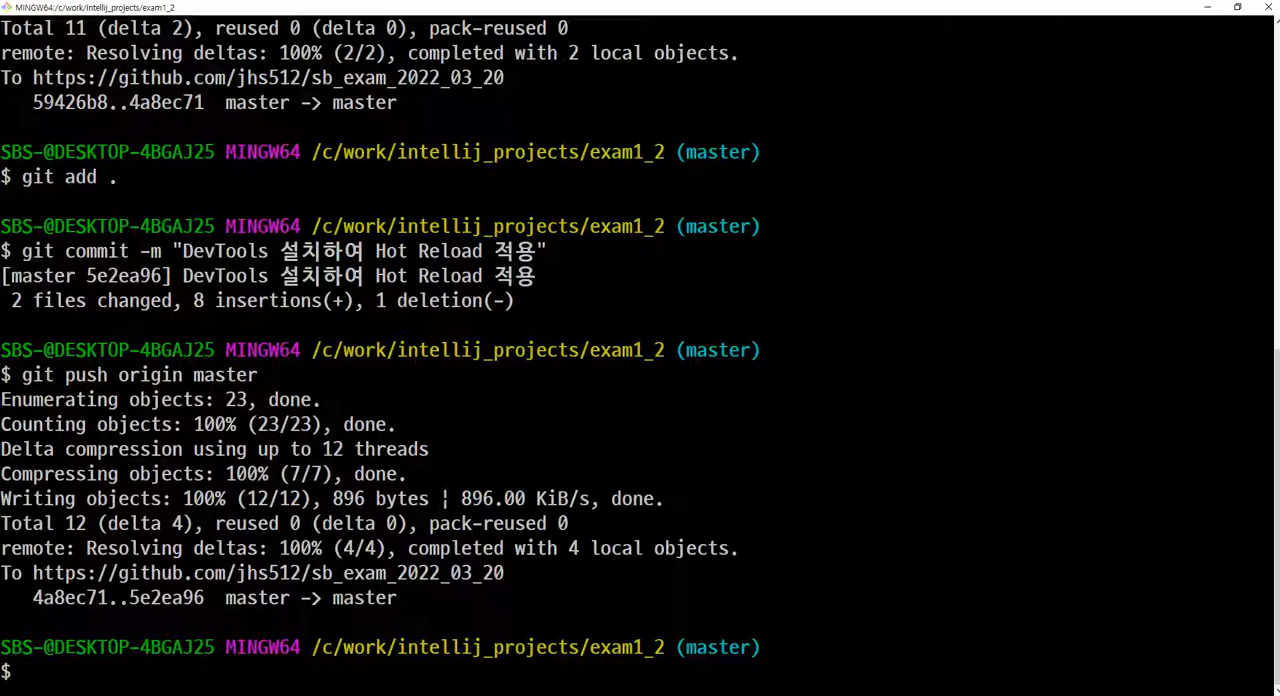 MINGW64:/c/work/intellij_projects/exam1_2
Total 11 (delta 2), reused 0 (delta 0), pack-reused 0
remote: Resolving deltas: 100% (2/2), completed with 2 local objects.
To https://github.com/jhs512/sb_exam_2022_03_20
   59426b8..4a8ec71  master -> master
SBS-@DESKTOP-4BGAJ25 MINGW64 /c/work/intellij_projects/exam1_2 (master)
$ git add .
SBS-@DESKTOP-4BGAJ25 MINGW64 /c/work/intellij_projects/exam1_2 (master)
$ git commit -m "DevTools 설치하여 Hot Reload 적용"
[master 5e2ea96] DevTools 설치하여 Hot Reload 적용
 2 files changed, 8 insertions(+), 1 deletion(-)
SBS-@DESKTOP-4BGAJ25 MINGW64 /c/work/intellij_projects/exam1_2 (master)
$ git push origin master
Enumerating objects: 23, done.
Counting objects: 100% (23/23), done.
Delta compression using up to 12 threads
Compressing objects: 100% (7/7), done.
Writing objects: 100% (12/12), 896 bytes ¦ 896.00 KiB/s, done.
Total 12 (delta 4), reused 0 (delta 0), pack-reused 0
remote: Resolving deltas: 100% (4/4), completed with 4 local objects.
To https://github.com/jhs512/sb_exam_2022_03_20
   4a8ec71..5e2ea96  master -> master
SBS-@DESKTOP-4BGAJ25 MINGW64 /c/work/intellij_projects/exam1_2 (master)
$